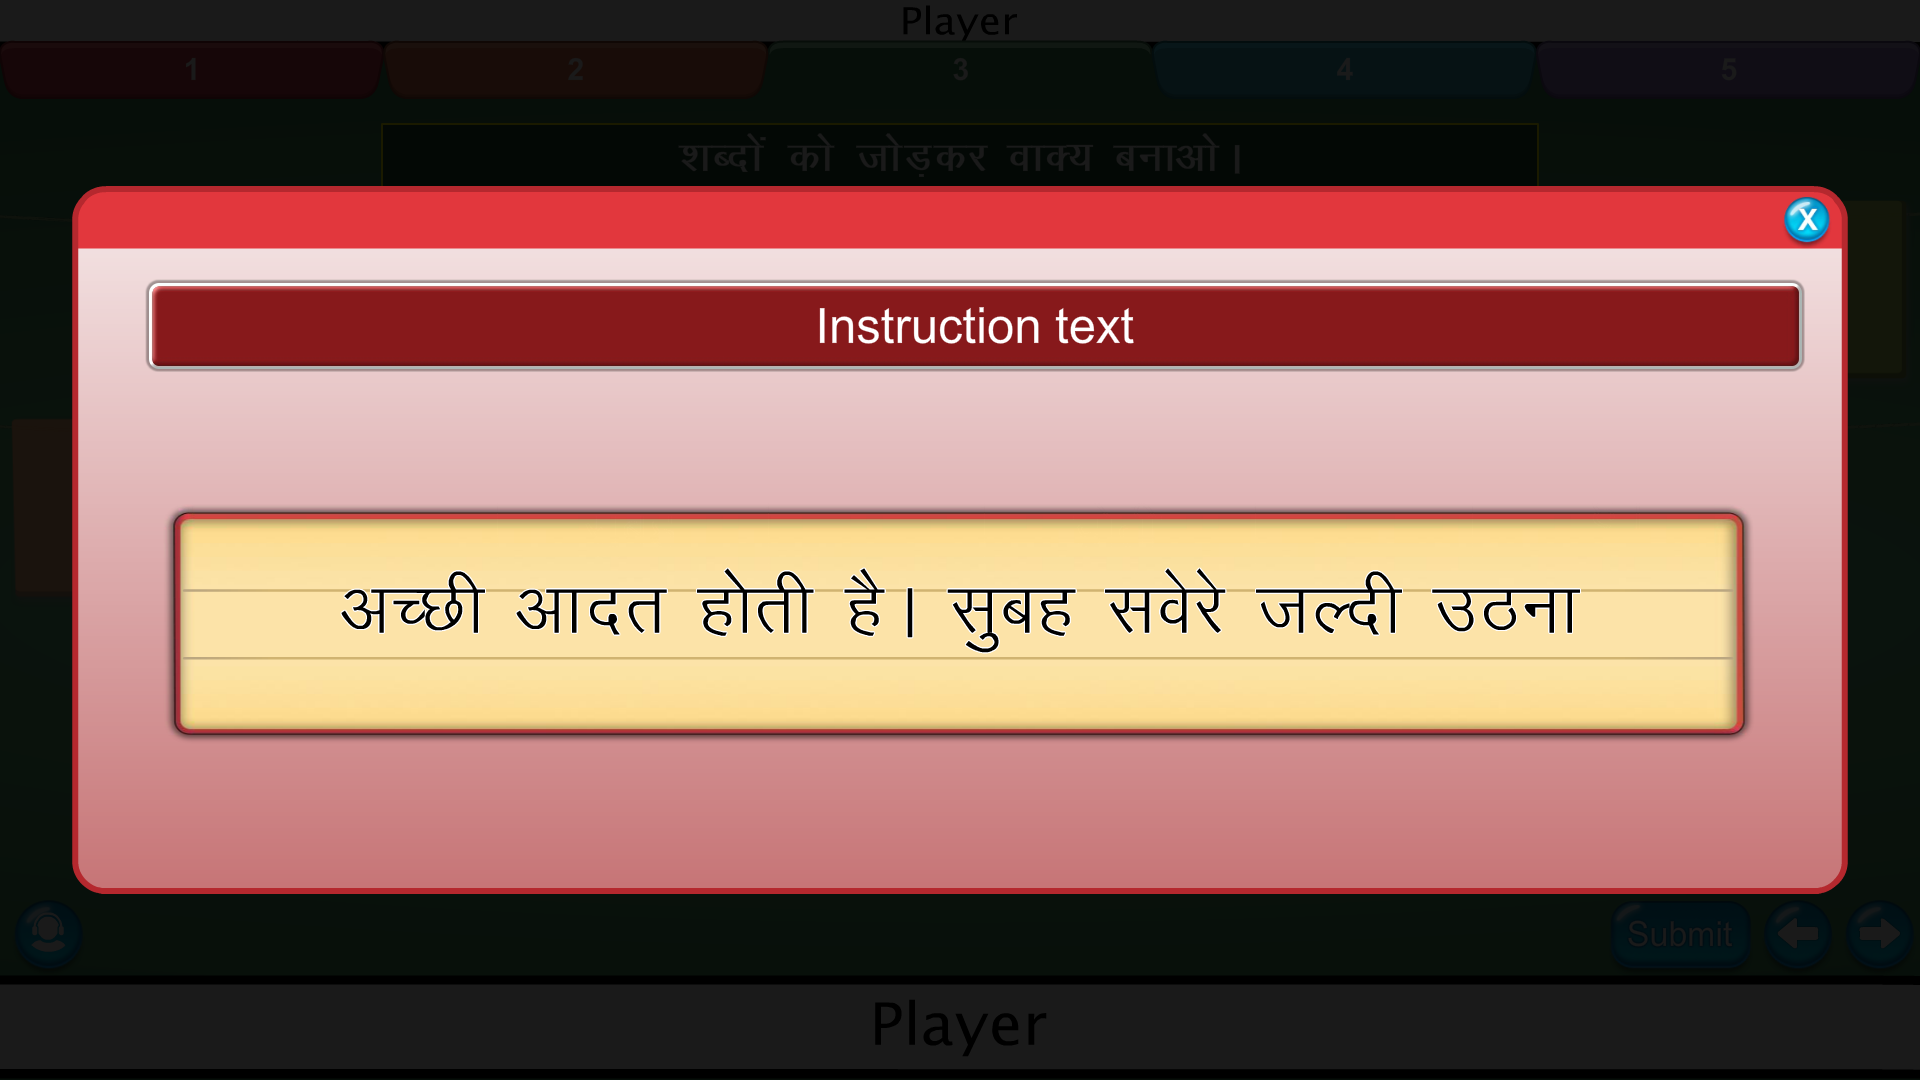 Player
1 2 3 4 5
शब्दों को जोड़कर वाक्य बनाओ।
X
Instruction text
अच्छी आदत होती है। सुबह सवेरे जल्दी उठना
Submit
Player